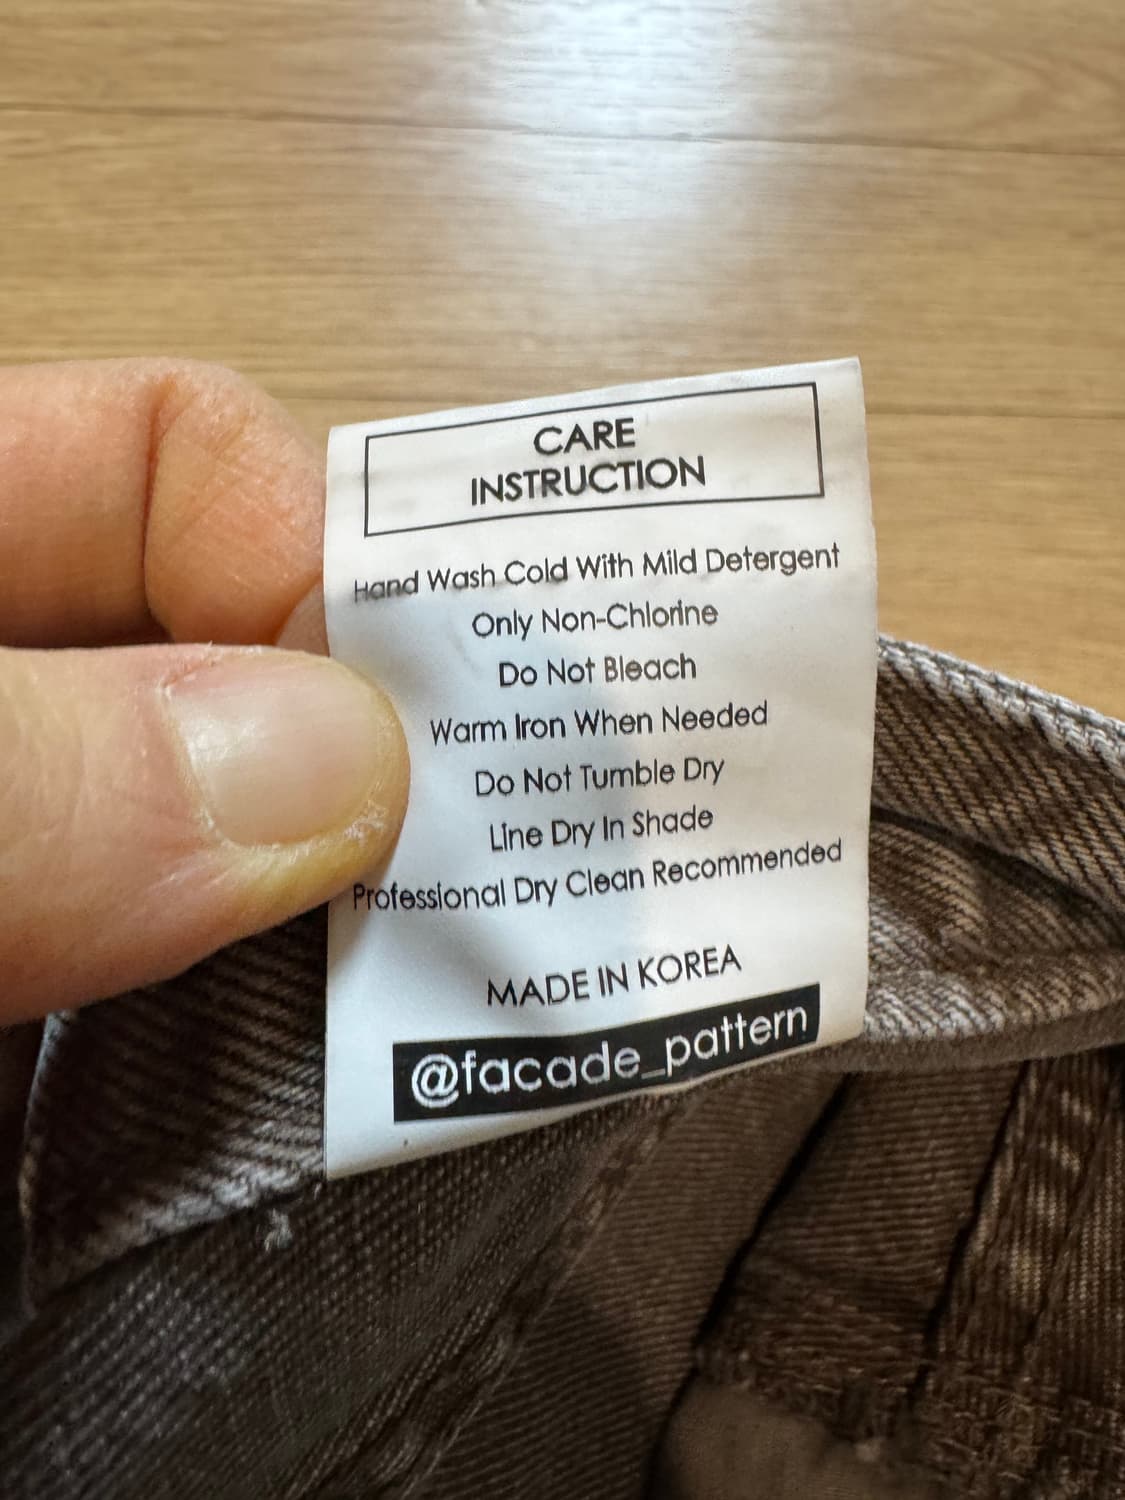 CARE
INSTRUCTION
Hand Wash Cold With Mild Detergent
Only Non-Chlorine
Do Not Bleach
Warm Iron When Needed
Do Not Tumble Dry
Line Dry In Shade
Professional Dry Clean Recommended
MADE IN KOREA
@facade_pattern